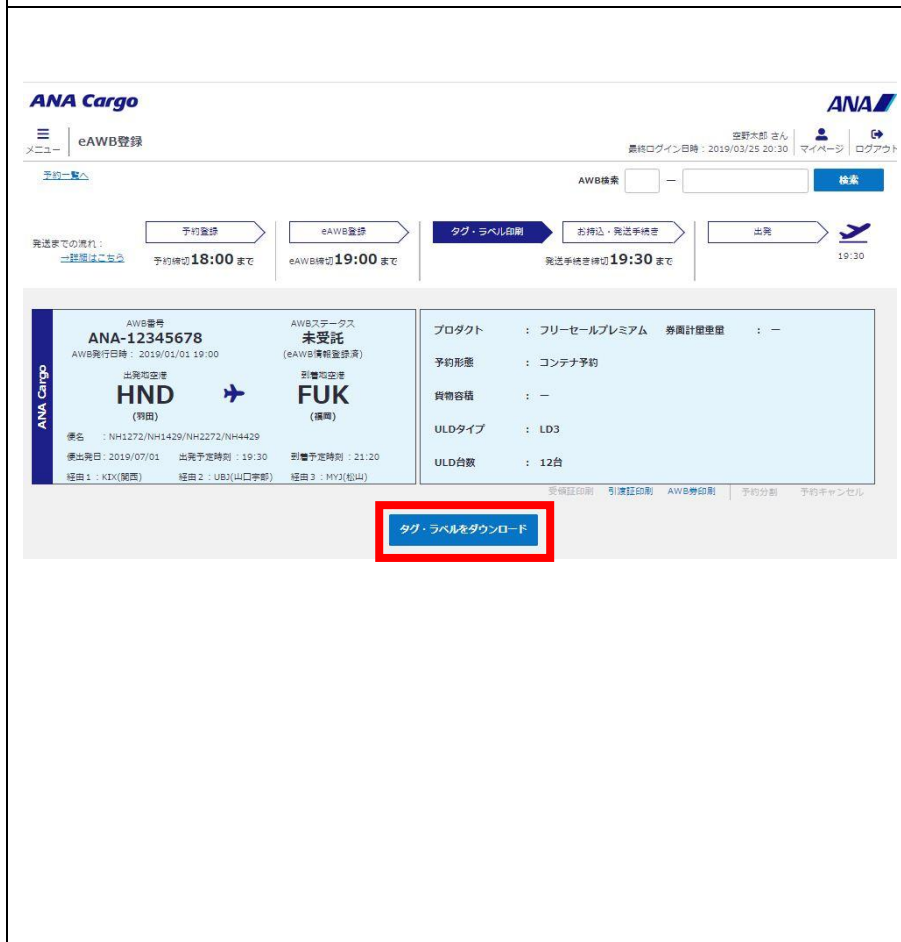 ANA Cargo
ANA
メニュー
eAWB登録
空野太郎 さん
最終ログイン日時：2019/03/25 20:30
マイページ
ログアウト
予約一覧へ
AWB検索
－
検索
発送までの流れ：
→詳細はこちら
予約登録
eAWB登録
タグ・ラベル印刷
お持込・発送手続き
出発
予約締切18:00 まで
eAWB締切19:00 まで
発送手続き締切19:30 まで
19:30
ANA Cargo
AWB番号
ANA-12345678
AWB発行日時： 2019/01/01 19:00
AWBステータス
未受託
(eAWB情報登録済)
出発地空港
HND
(羽田)
到着地空港
FUK
(福岡)
便名 ：NH1272/NH1429/NH2272/NH4429
便出発日：2019/07/01 出発予定時刻：19:30 到着予定時刻：21:20
経由1：KIX(関西) 経由2：UBJ(山口宇部) 経由3：MYJ(松山)
プロダクト ： フリーセールプレミアム 券面計量重量 ： －
予約形態 ： コンテナ予約
貨物容積 ： －
ULDタイプ ： LD3
ULD台数 ： 12台
受領証印刷 引渡証印刷 AWB券印刷 予約分割 予約キャンセル
タグ・ラベルをダウンロード